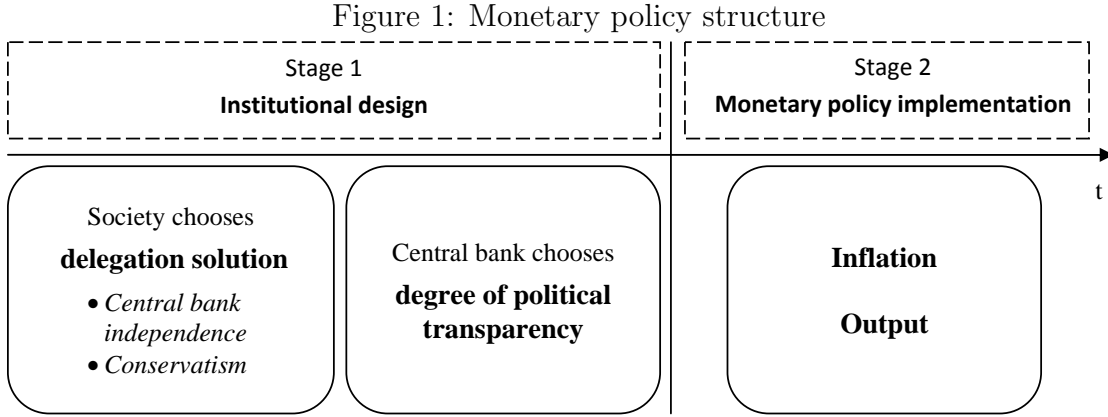 Figure 1: Monetary policy structure
Stage 1
Institutional design
Stage 2
Monetary policy implementation
t
Society chooses
delegation solution
• Central bank
independence
• Conservatism
Central bank chooses
degree of political
transparency
Inflation
Output